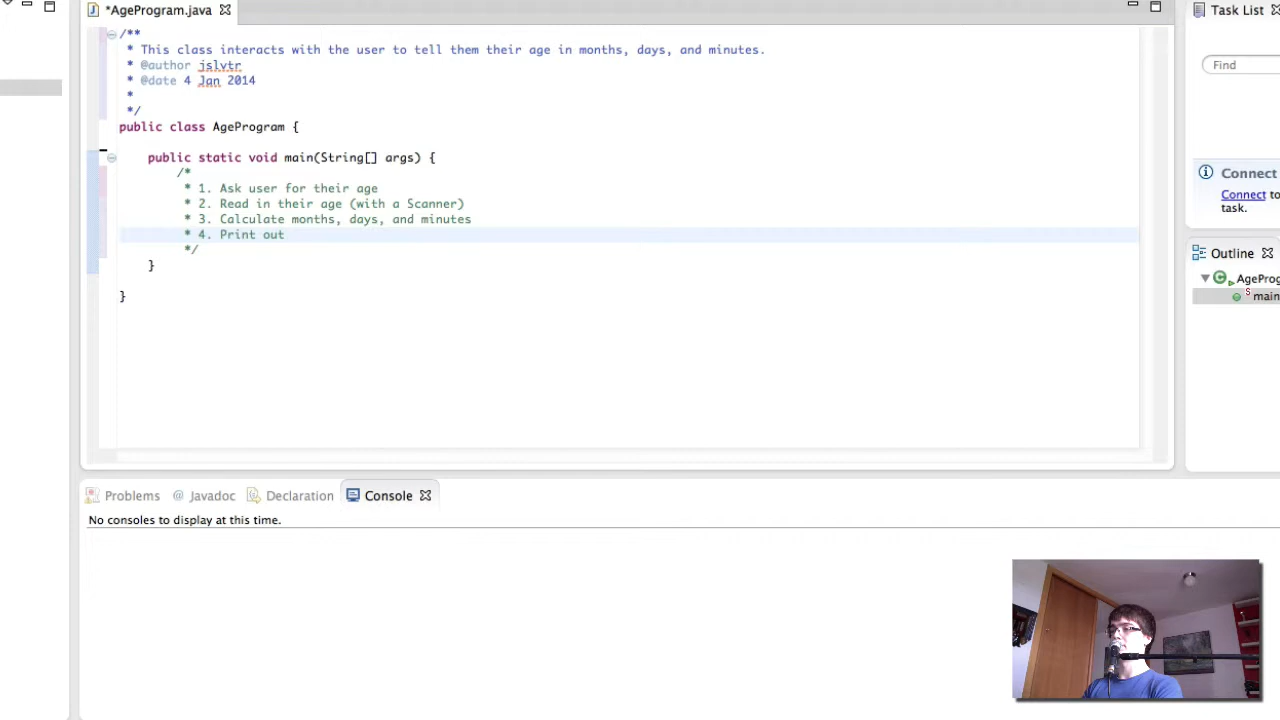 *AgeProgram.java
/**
* This class interacts with the user to tell them their age in months, days, and minutes.
* @author jslvtr
* @date 4 Jan 2014
*
*/
public class AgeProgram {
public static void main(String[] args) {
/*
* 1. Ask user for their age
* 2. Read in their age (with a Scanner)
* 3. Calculate months, days, and minutes
* 4. Print out
*/
}
}
Task List
Find
Connect
Connect to
task.
Outline
AgeProg
S main
Problems @ Javadoc Declaration Console
No consoles to display at this time.